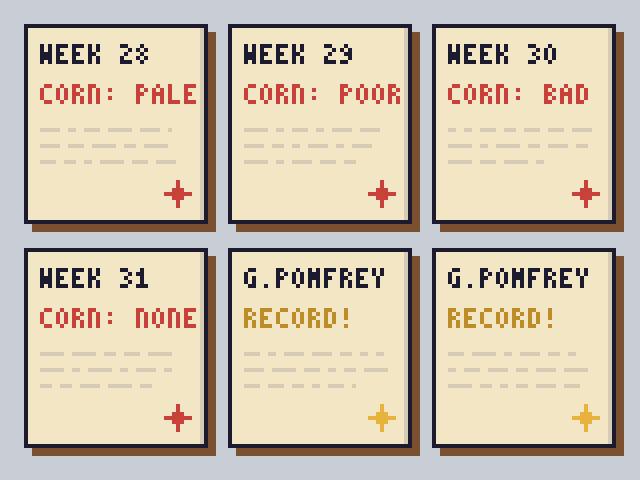 WEEK 28
CORN: PALE
WEEK 29
CORN: POOR
WEEK 30
CORN: BAD
WEEK 31
CORN: NONE
G.POMFREY
RECORD!
G.POMFREY
RECORD!